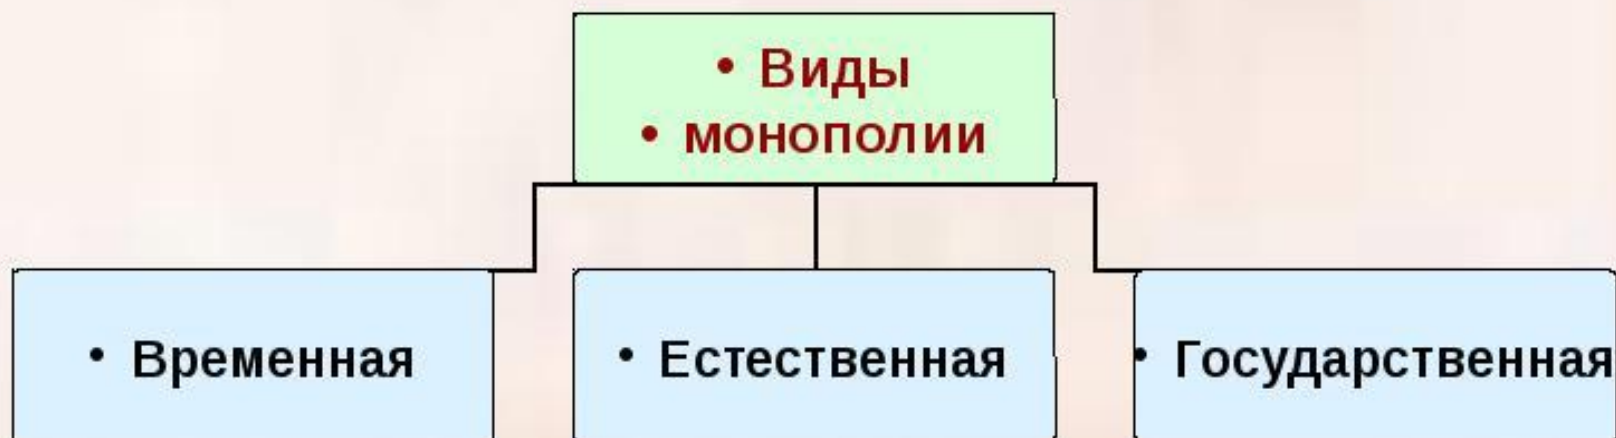 • Виды
• монополии
• Временная
• Естественная
• Государственная